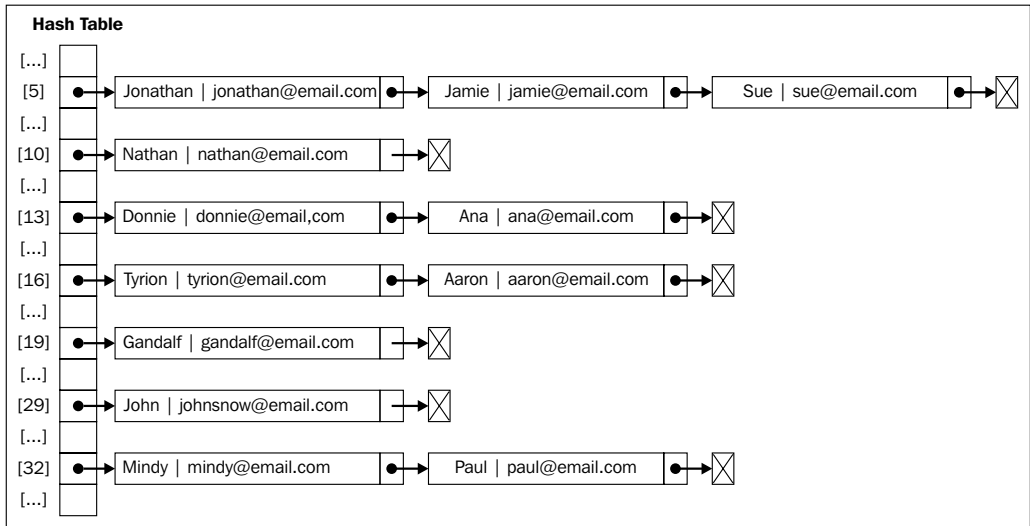 Hash Table
[...]
[5] Jonathan | jonathan@email.com Jamie | jamie@email.com Sue | sue@email.com
[...]
[10] Nathan | nathan@email.com
[...]
[13] Donnie | donnie@email,com Ana | ana@email.com
[...]
[16] Tyrion | tyrion@email.com Aaron | aaron@email.com
[...]
[19] Gandalf | gandalf@email.com
[...]
[29] John | johnsnow@email.com
[...]
[32] Mindy | mindy@email.com Paul | paul@email.com
[...]